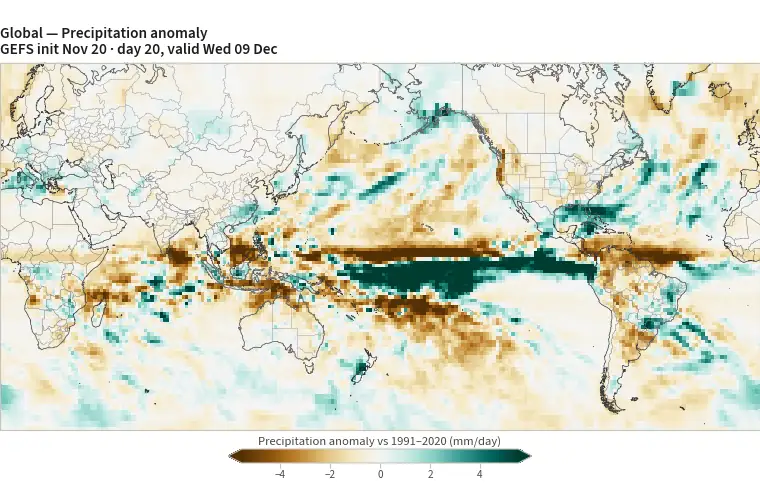 Global — Precipitation anomaly
GEFS init Nov 20 · day 20, valid Wed 09 Dec
Precipitation anomaly vs 1991–2020 (mm/day)
−4 −2 0 2 4